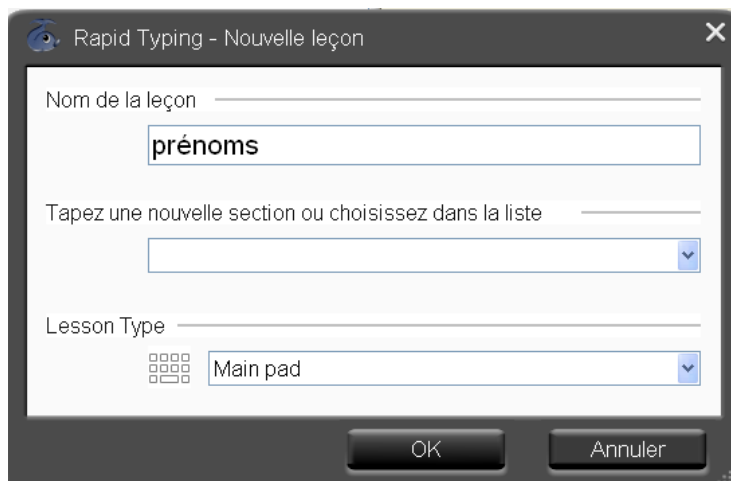 Rapid Typing - Nouvelle leçon
Nom de la leçon
prénoms
Tapez une nouvelle section ou choisissez dans la liste
Lesson Type
Main pad
OK Annuler